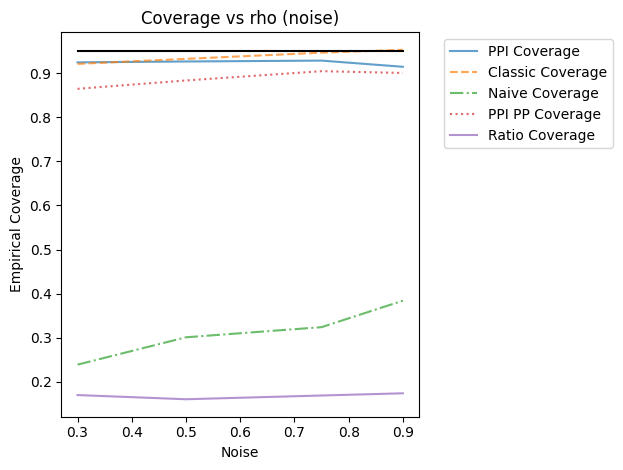 Coverage vs rho (noise)
Empirical Coverage
0.9
0.8
0.7
0.6
0.5
0.4
0.3
0.2
0.3
0.4
0.5
0.6
0.7
0.8
0.9
Noise
PPI Coverage
Classic Coverage
Naive Coverage
PPI PP Coverage
Ratio Coverage